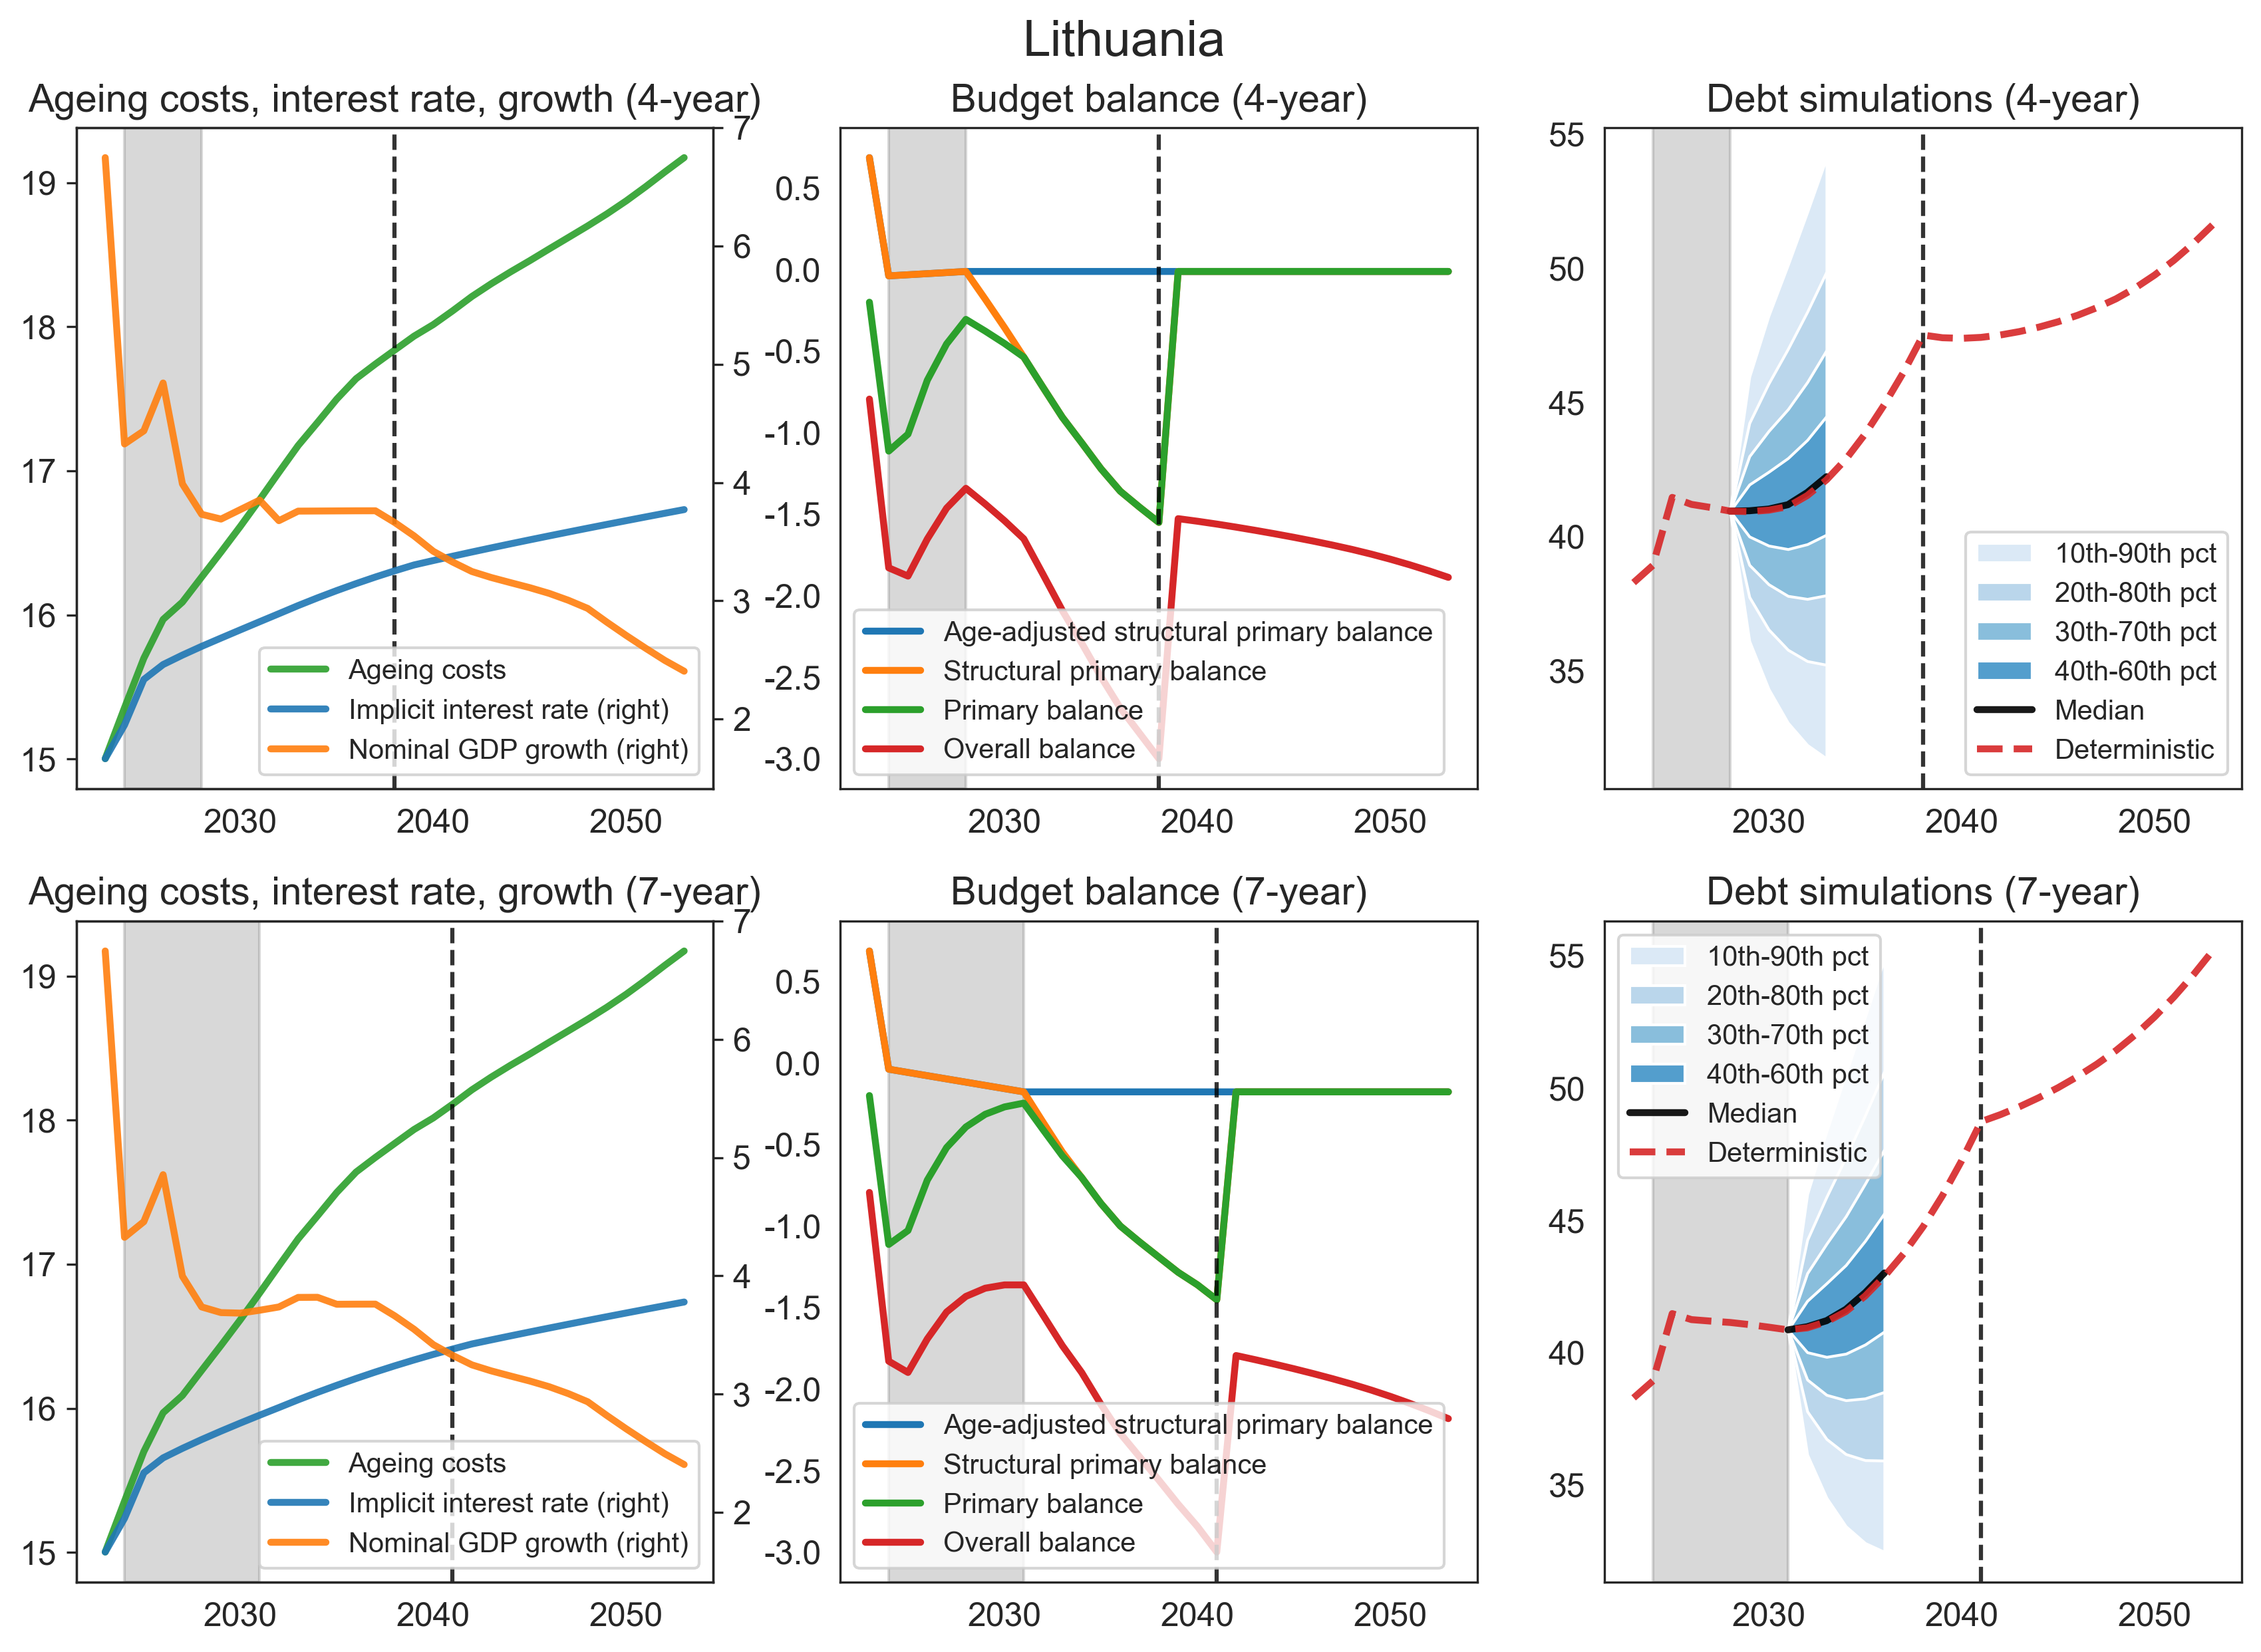 Lithuania
Ageing costs, interest rate, growth (4-year)
19
18
17
16
15
7
6
5
4
3
2
2030
2040
2050
Ageing costs
Implicit interest rate (right)
Nominal GDP growth (right)
Budget balance (4-year)
0.5
0.0
-0.5
-1.0
-1.5
-2.0
-2.5
-3.0
2030
2040
2050
Age-adjusted structural primary balance
Structural primary balance
Primary balance
Overall balance
Debt simulations (4-year)
55
50
45
40
35
2030
2040
2050
10th-90th pct
20th-80th pct
30th-70th pct
40th-60th pct
Median
Deterministic
Ageing costs, interest rate, growth (7-year)
19
18
17
16
15
7
6
5
4
3
2
2030
2040
2050
Ageing costs
Implicit interest rate (right)
Nominal GDP growth (right)
Budget balance (7-year)
0.5
0.0
-0.5
-1.0
-1.5
-2.0
-2.5
-3.0
2030
2040
2050
Age-adjusted structural primary balance
Structural primary balance
Primary balance
Overall balance
Debt simulations (7-year)
55
50
45
40
35
2030
2040
2050
10th-90th pct
20th-80th pct
30th-70th pct
40th-60th pct
Median
Deterministic